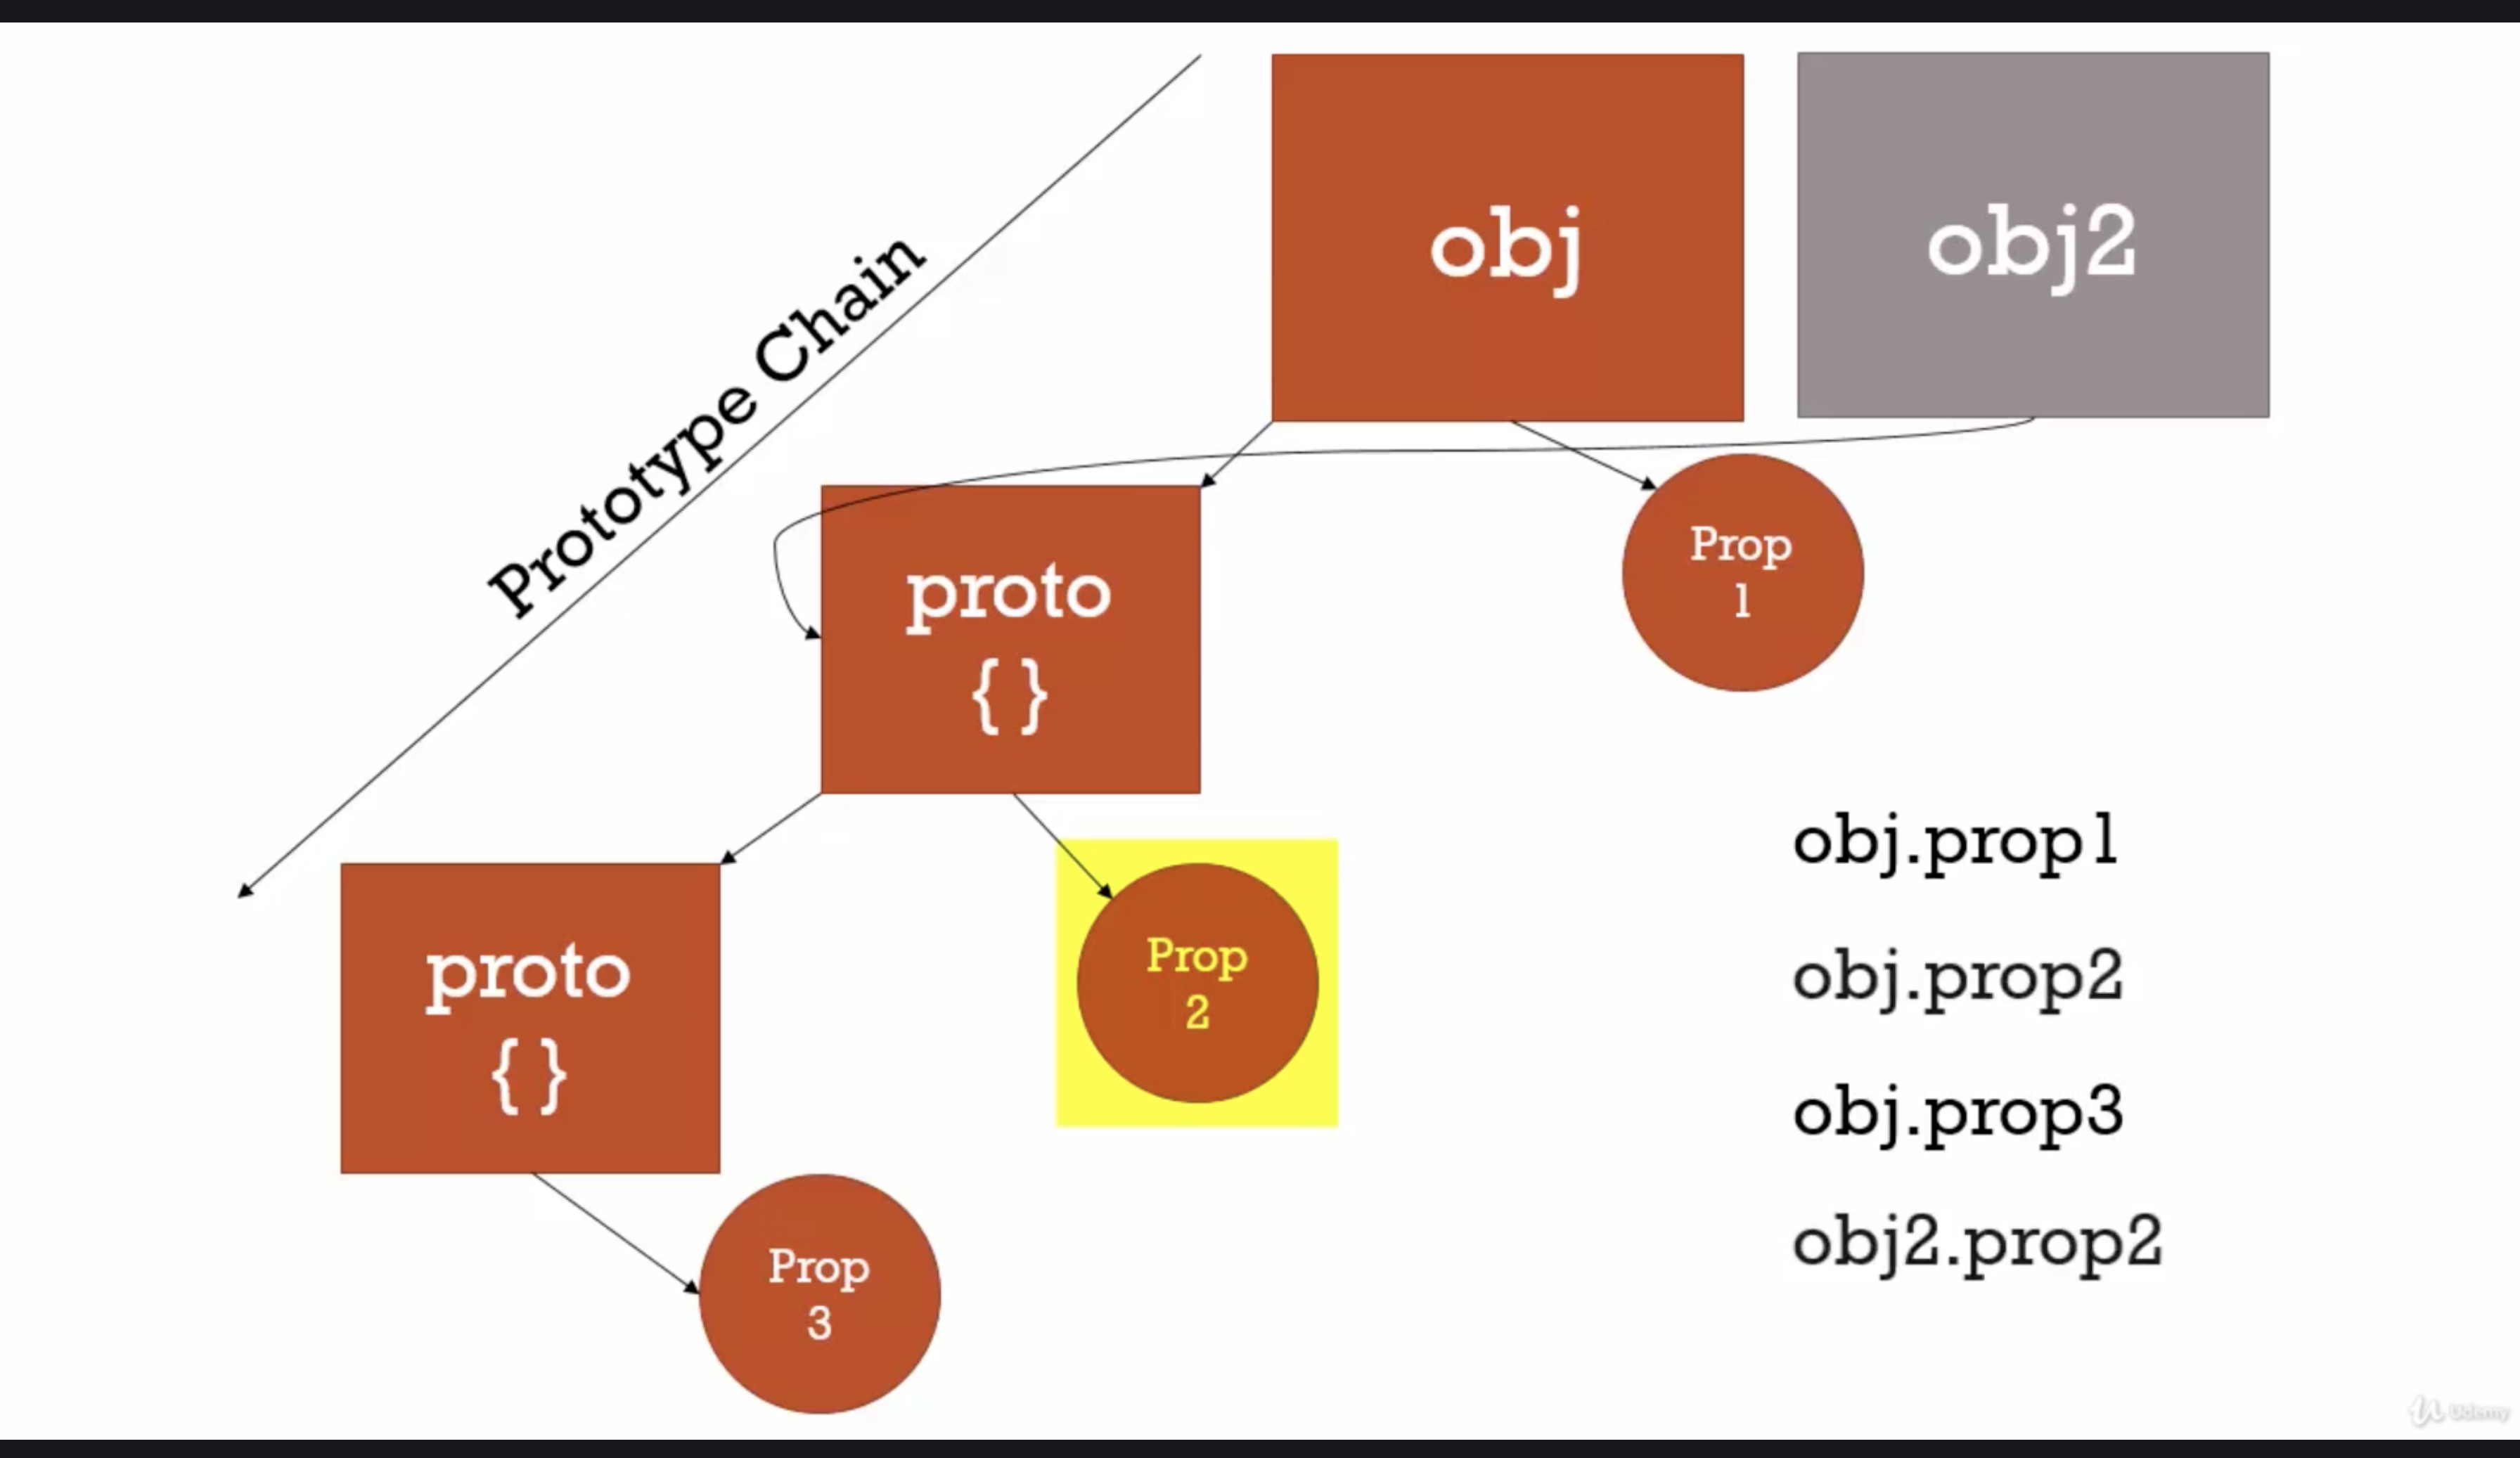 Prototype Chain
obj
obj2
proto
{ }
Prop
1
proto
{ }
Prop
2
Prop
3
obj.prop1
obj.prop2
obj.prop3
obj2.prop2
Udemy